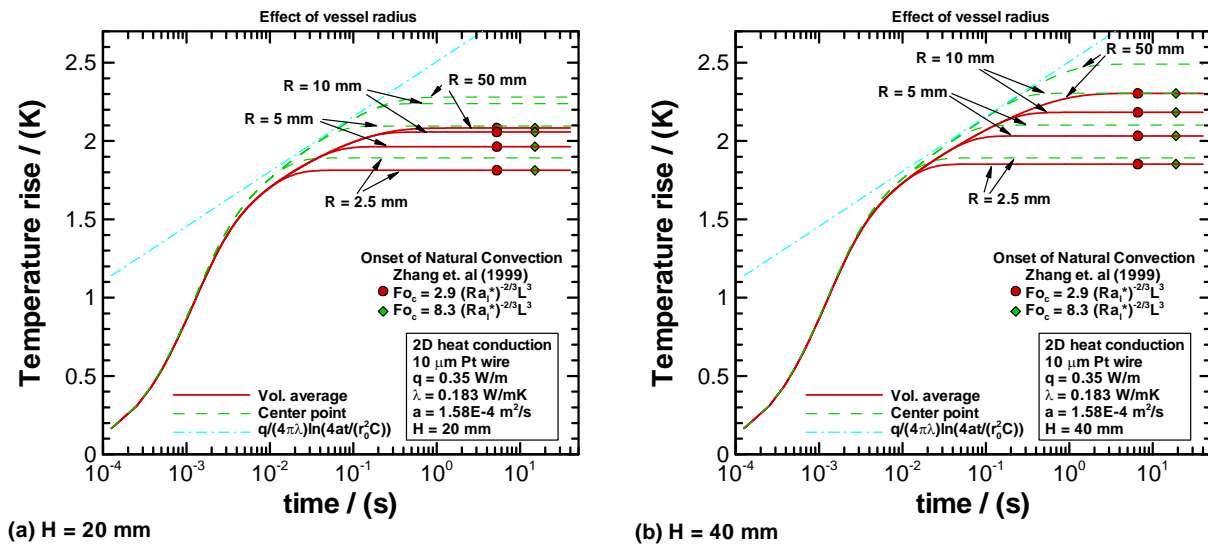 Effect of vessel radius
Temperature rise / (K)
2.5
2
1.5
1
0.5
0
R = 50 mm
R = 10 mm
R = 5 mm
R = 2.5 mm
Onset of Natural Convection
Zhang et. al (1999)
Fo_c = 2.9 (Ra_l*)^-2/3 L^3
Fo_c = 8.3 (Ra_l*)^-2/3 L^3
2D heat conduction
10 μm Pt wire
q = 0.35 W/m
λ = 0.183 W/mK
a = 1.58E-4 m²/s
H = 20 mm
Vol. average
Center point
q/(4πλ)ln(4at/(r₀²C))
10^-4 10^-3 10^-2 10^-1 10^0 10^1
time / (s)
(a) H = 20 mm
Effect of vessel radius
Temperature rise / (K)
2.5
2
1.5
1
0.5
0
R = 50 mm
R = 10 mm
R = 5 mm
R = 2.5 mm
Onset of Natural Convection
Zhang et. al (1999)
Fo_c = 2.9 (Ra_l*)^-2/3 L^3
Fo_c = 8.3 (Ra_l*)^-2/3 L^3
2D heat conduction
10 μm Pt wire
q = 0.35 W/m
λ = 0.183 W/mK
a = 1.58E-4 m²/s
H = 40 mm
Vol. average
Center point
q/(4πλ)ln(4at/(r₀²C))
10^-4 10^-3 10^-2 10^-1 10^0 10^1
time / (s)
(b) H = 40 mm